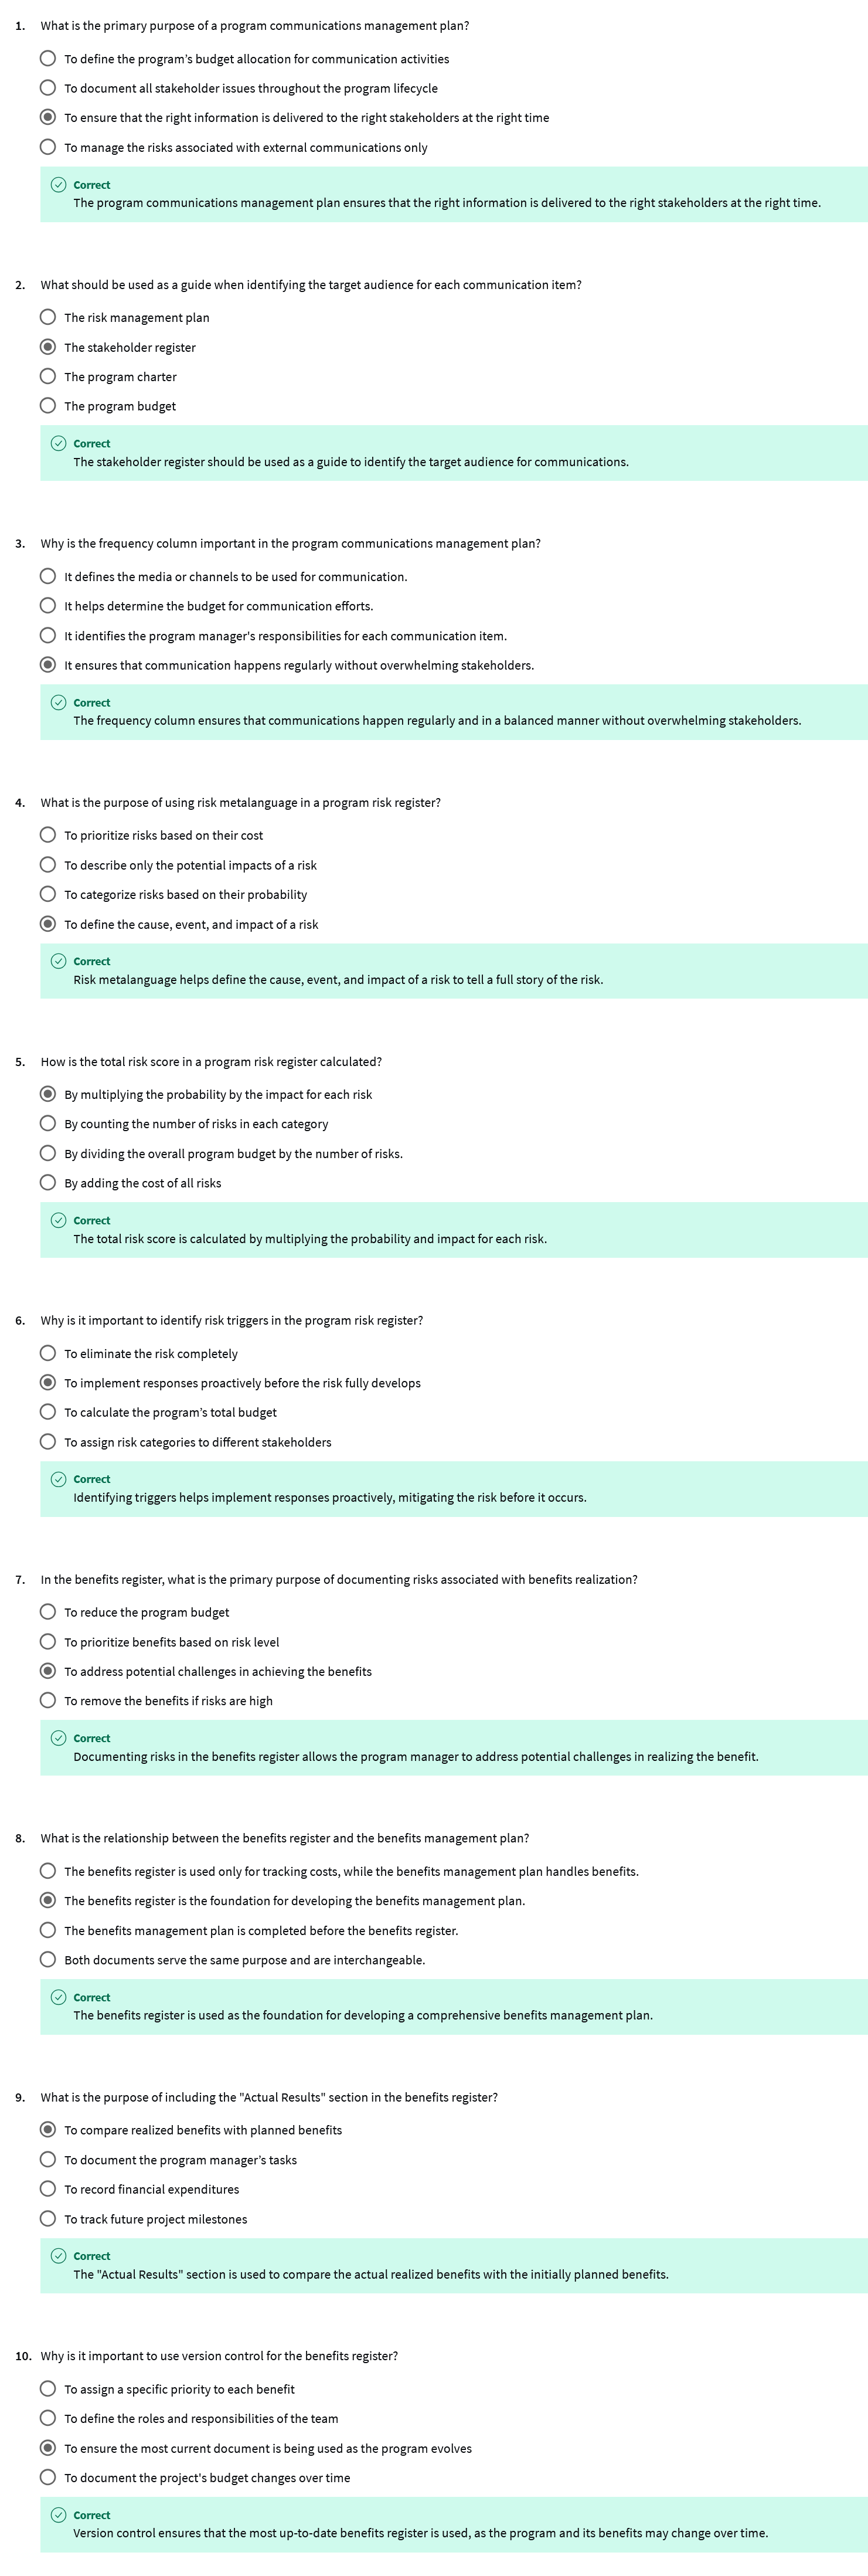 1. What is the primary purpose of a program communications management plan?
To define the program’s budget allocation for communication activities
To document all stakeholder issues throughout the program lifecycle
To ensure that the right information is delivered to the right stakeholders at the right time
To manage the risks associated with external communications only
Correct
The program communications management plan ensures that the right information is delivered to the right stakeholders at the right time.
2. What should be used as a guide when identifying the target audience for each communication item?
The risk management plan
The stakeholder register
The program charter
The program budget
Correct
The stakeholder register should be used as a guide to identify the target audience for communications.
3. Why is the frequency column important in the program communications management plan?
It defines the media or channels to be used for communication.
It helps determine the budget for communication efforts.
It identifies the program manager's responsibilities for each communication item.
It ensures that communication happens regularly without overwhelming stakeholders.
Correct
The frequency column ensures that communications happen regularly and in a balanced manner without overwhelming stakeholders.
4. What is the purpose of using risk metalanguage in a program risk register?
To prioritize risks based on their cost
To describe only the potential impacts of a risk
To categorize risks based on their probability
To define the cause, event, and impact of a risk
Correct
Risk metalanguage helps define the cause, event, and impact of a risk to tell a full story of the risk.
5. How is the total risk score in a program risk register calculated?
By multiplying the probability by the impact for each risk
By counting the number of risks in each category
By dividing the overall program budget by the number of risks.
By adding the cost of all risks
Correct
The total risk score is calculated by multiplying the probability and impact for each risk.
6. Why is it important to identify risk triggers in the program risk register?
To eliminate the risk completely
To implement responses proactively before the risk fully develops
To calculate the program’s total budget
To assign risk categories to different stakeholders
Correct
Identifying triggers helps implement responses proactively, mitigating the risk before it occurs.
7. In the benefits register, what is the primary purpose of documenting risks associated with benefits realization?
To reduce the program budget
To prioritize benefits based on risk level
To address potential challenges in achieving the benefits
To remove the benefits if risks are high
Correct
Documenting risks in the benefits register allows the program manager to address potential challenges in realizing the benefit.
8. What is the relationship between the benefits register and the benefits management plan?
The benefits register is used only for tracking costs, while the benefits management plan handles benefits.
The benefits register is the foundation for developing the benefits management plan.
The benefits management plan is completed before the benefits register.
Both documents serve the same purpose and are interchangeable.
Correct
The benefits register is used as the foundation for developing a comprehensive benefits management plan.
9. What is the purpose of including the "Actual Results" section in the benefits register?
To compare realized benefits with planned benefits
To document the program manager’s tasks
To record financial expenditures
To track future project milestones
Correct
The "Actual Results" section is used to compare the actual realized benefits with the initially planned benefits.
10. Why is it important to use version control for the benefits register?
To assign a specific priority to each benefit
To define the roles and responsibilities of the team
To ensure the most current document is being used as the program evolves
To document the project's budget changes over time
Correct
Version control ensures that the most up-to-date benefits register is used, as the program and its benefits may change over time.